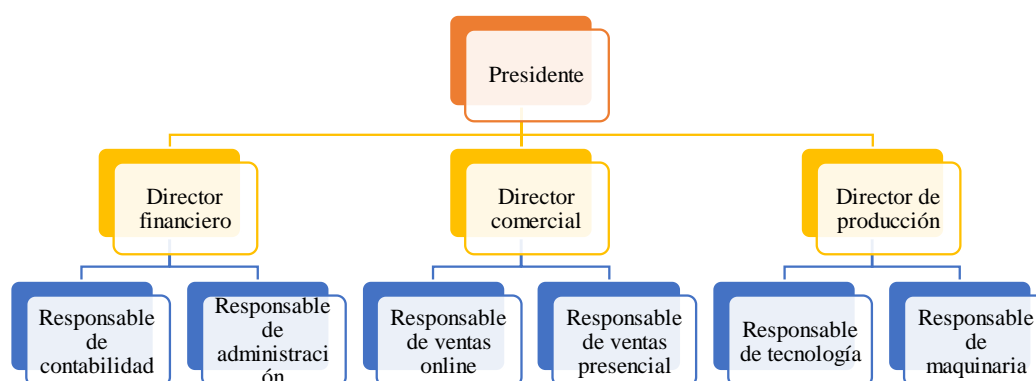 Presidente
Director
financiero
Director
comercial
Director de
producción
Responsable
de
contabilidad
Responsable
de
administraci
ón
Responsable
de ventas
online
Responsable
de ventas
presencial
Responsable
de tecnología
Responsable
de
maquinaria